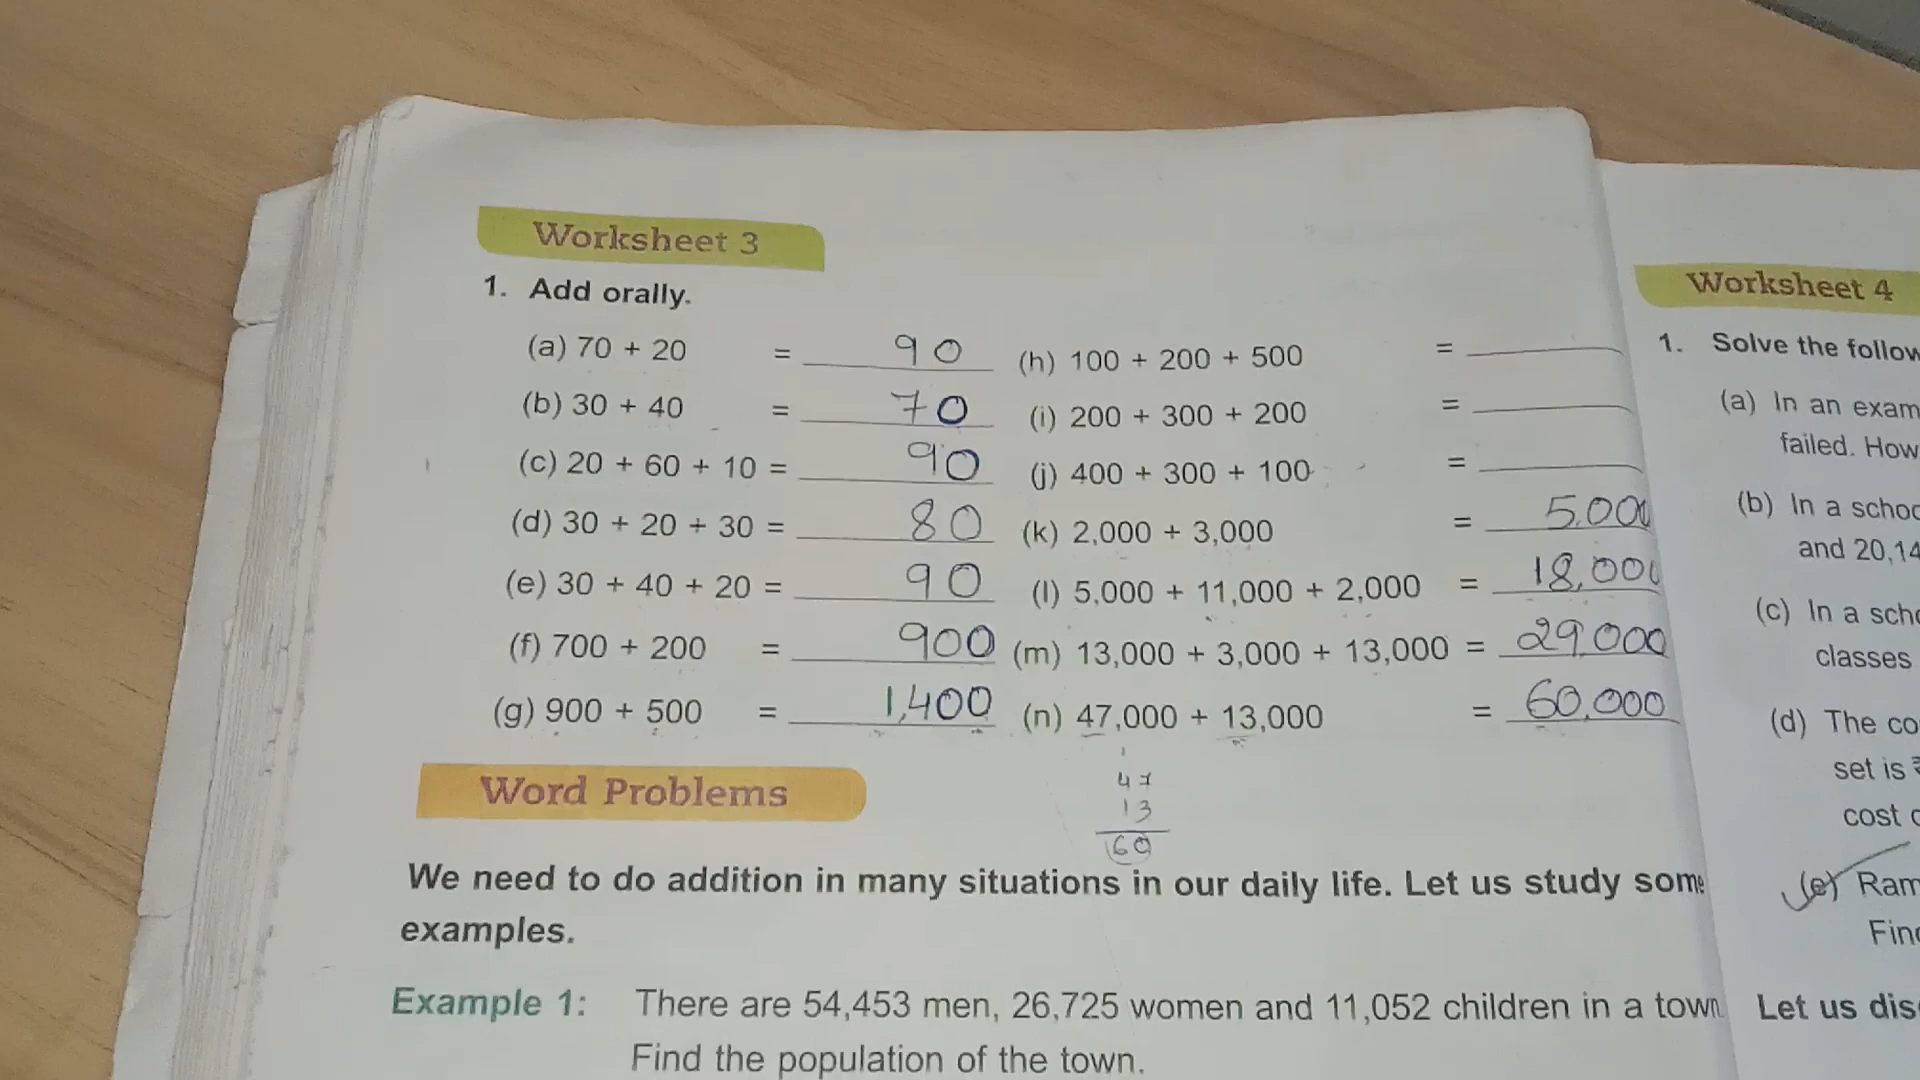 Worksheet 3
1. Add orally.
(a) 70 + 20 = 90
(b) 30 + 40 = 70
(c) 20 + 60 + 10 = 90
(d) 30 + 20 + 30 = 80
(e) 30 + 40 + 20 = 90
(f) 700 + 200 = 900
(g) 900 + 500 = 1,400
(h) 100 + 200 + 500 =
(i) 200 + 300 + 200 =
(j) 400 + 300 + 100 =
(k) 2,000 + 3,000 = 5,000
(l) 5,000 + 11,000 + 2,000 = 18,000
(m) 13,000 + 3,000 + 13,000 = 29,000
(n) 47,000 + 13,000 = 60,000
1
47
13
60
Word Problems
We need to do addition in many situations in our daily life. Let us study some
examples.
Example 1: There are 54,453 men, 26,725 women and 11,052 children in a town
Find the population of the town.
Worksheet 4
1. Solve the follow
(a) In an exam
failed. How
(b) In a schoo
and 20,14
(c) In a scho
classes
(d) The co
set is ₹
cost o
(e) Ram
Find
Let us dis